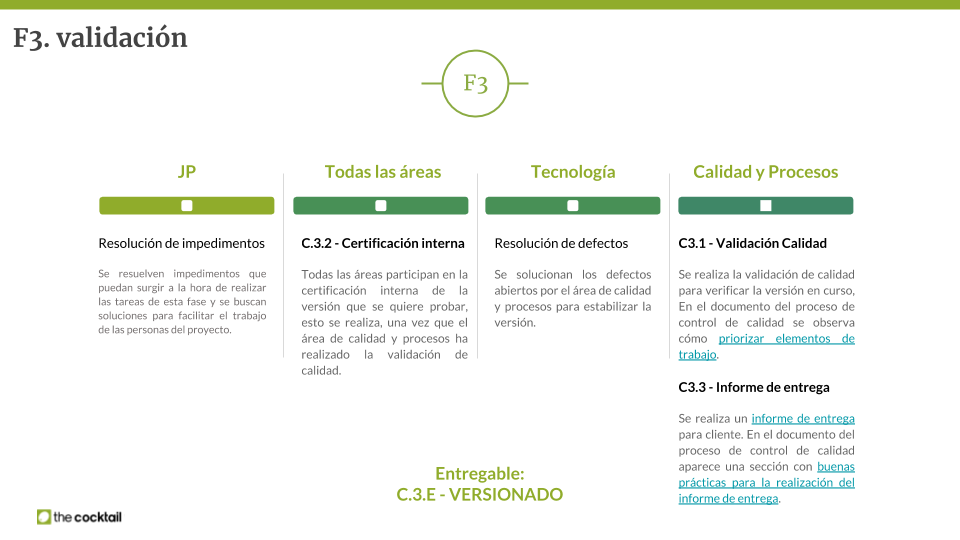 F3. validación
F3
JP
Resolución de impedimentos
Se resuelven impedimentos que
puedan surgir a la hora de realizar
las tareas de esta fase y se buscan
soluciones para facilitar el trabajo
de las personas del proyecto.
Todas las áreas
C.3.2 - Certificación interna
Todas las áreas participan en la
certificación interna de la
versión que se quiere probar,
esto se realiza, una vez que el
área de calidad y procesos ha
realizado la validación de
calidad.
Tecnología
Resolución de defectos
Se solucionan los defectos
abiertos por el área de calidad
y procesos para estabilizar la
versión.
Calidad y Procesos
C3.1 - Validación Calidad
Se realiza la validación de calidad
para verificar la versión en curso,
En el documento del proceso de
control de calidad se observa
cómo priorizar elementos de
trabajo.
C3.3 - Informe de entrega
Se realiza un informe de entrega
para cliente. En el documento del
proceso de control de calidad
aparece una sección con buenas
prácticas para la realización del
informe de entrega.
Entregable:
C.3.E - VERSIONADO
the cocktail